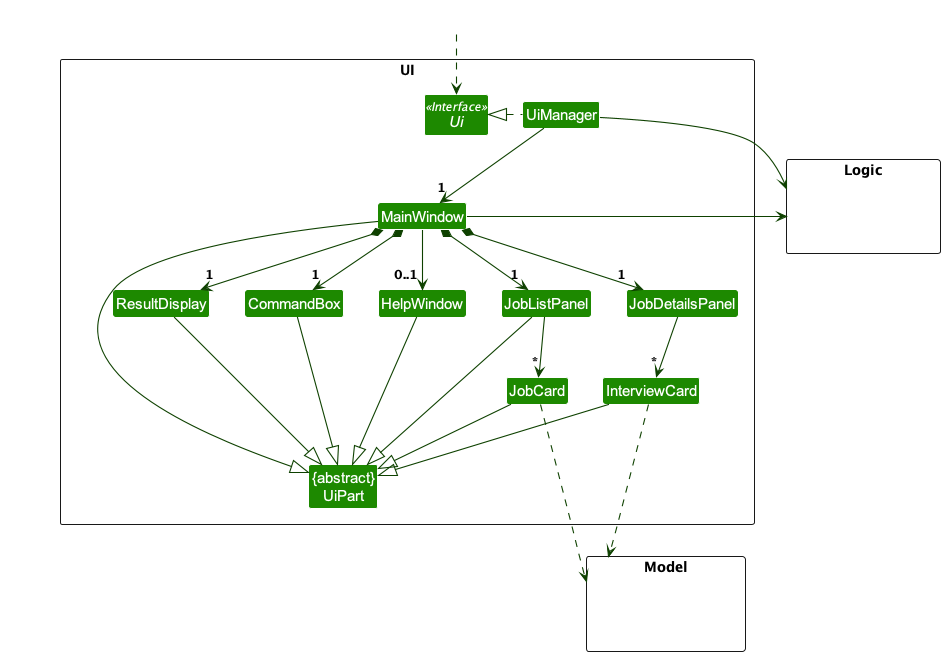 UI
«Interface»
Ui
UiManager
Logic
1
MainWindow
1
1
0..1
1
1
ResultDisplay
CommandBox
HelpWindow
JobListPanel
JobDetailsPanel
*
*
JobCard
InterviewCard
{abstract}
UiPart
Model